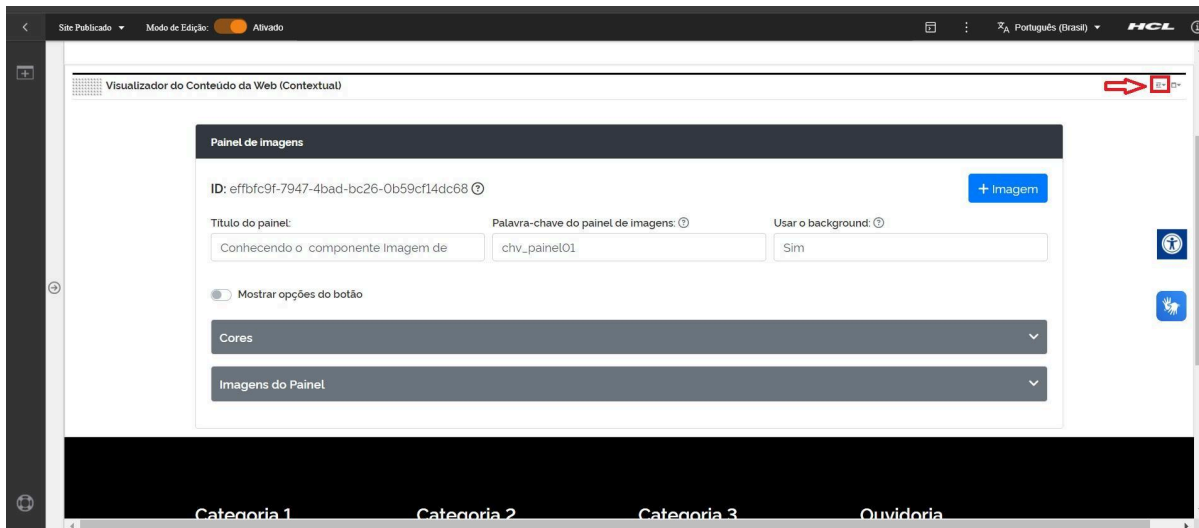 Site Publicado Modo de Edição: Ativado Português (Brasil) HCL
Visualizador do Conteúdo da Web (Contextual)
Painel de imagens
ID: effbfc9f-7947-4bad-bc26-0b59cf14dc68
+ Imagem
Título do painel: Palavra-chave do painel de imagens: Usar o background:
Conhecendo o componente Imagem de chv_painel01 Sim
Mostrar opções do botão
Cores
Imagens do Painel
Categoria 1 Categoria 2 Categoria 3 Ouvidoria